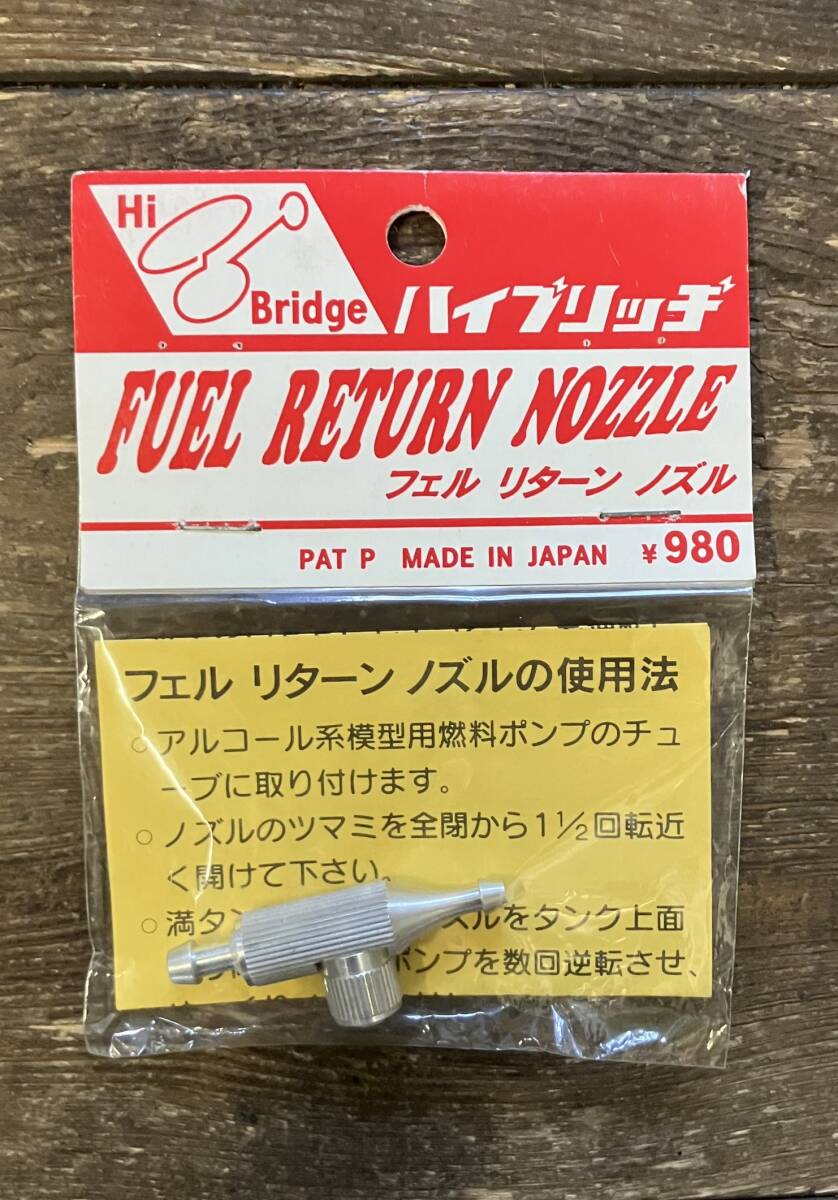 Hi
Bridge ハイブリッヂ
FUEL RETURN NOZZLE
フェル リターン ノズル
PAT P MADE IN JAPAN ¥980
フェル リターン ノズルの使用法
○アルコール系模型用燃料ポンプのチュ
ーブに取り付けます。
○ノズルのツマミを全閉から1½回転近
く開けて下さい。
○満タン ズルをタンク上面
ポンプを数回逆転させ、